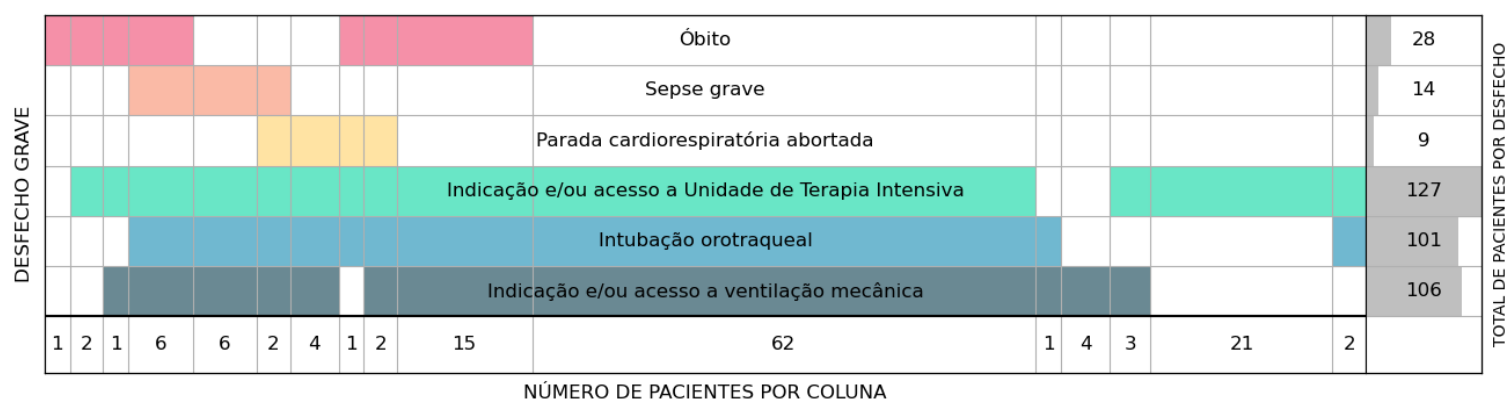 DESFECHO GRAVE
Óbito
28
Sepse grave
14
Parada cardiorespiratória abortada
9
Indicação e/ou acesso a Unidade de Terapia Intensiva
127
Intubação orotraqueal
101
Indicação e/ou acesso a ventilação mecânica
106
TOTAL DE PACIENTES POR DESFECHO
1 2 1 6 6 2 4 1 2 15 62 1 4 3 21 2
NÚMERO DE PACIENTES POR COLUNA